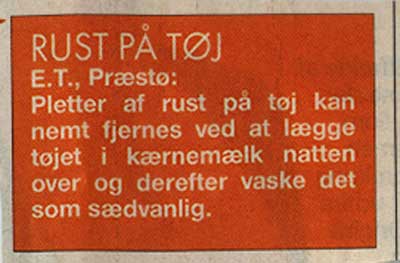 RUST PÅ TØJ
E.T., Præstø:
Pletter af rust på tøj kan
nemt fjernes ved at lægge
tøjet i kærnemælk natten
over og derefter vaske det
som sædvanlig.